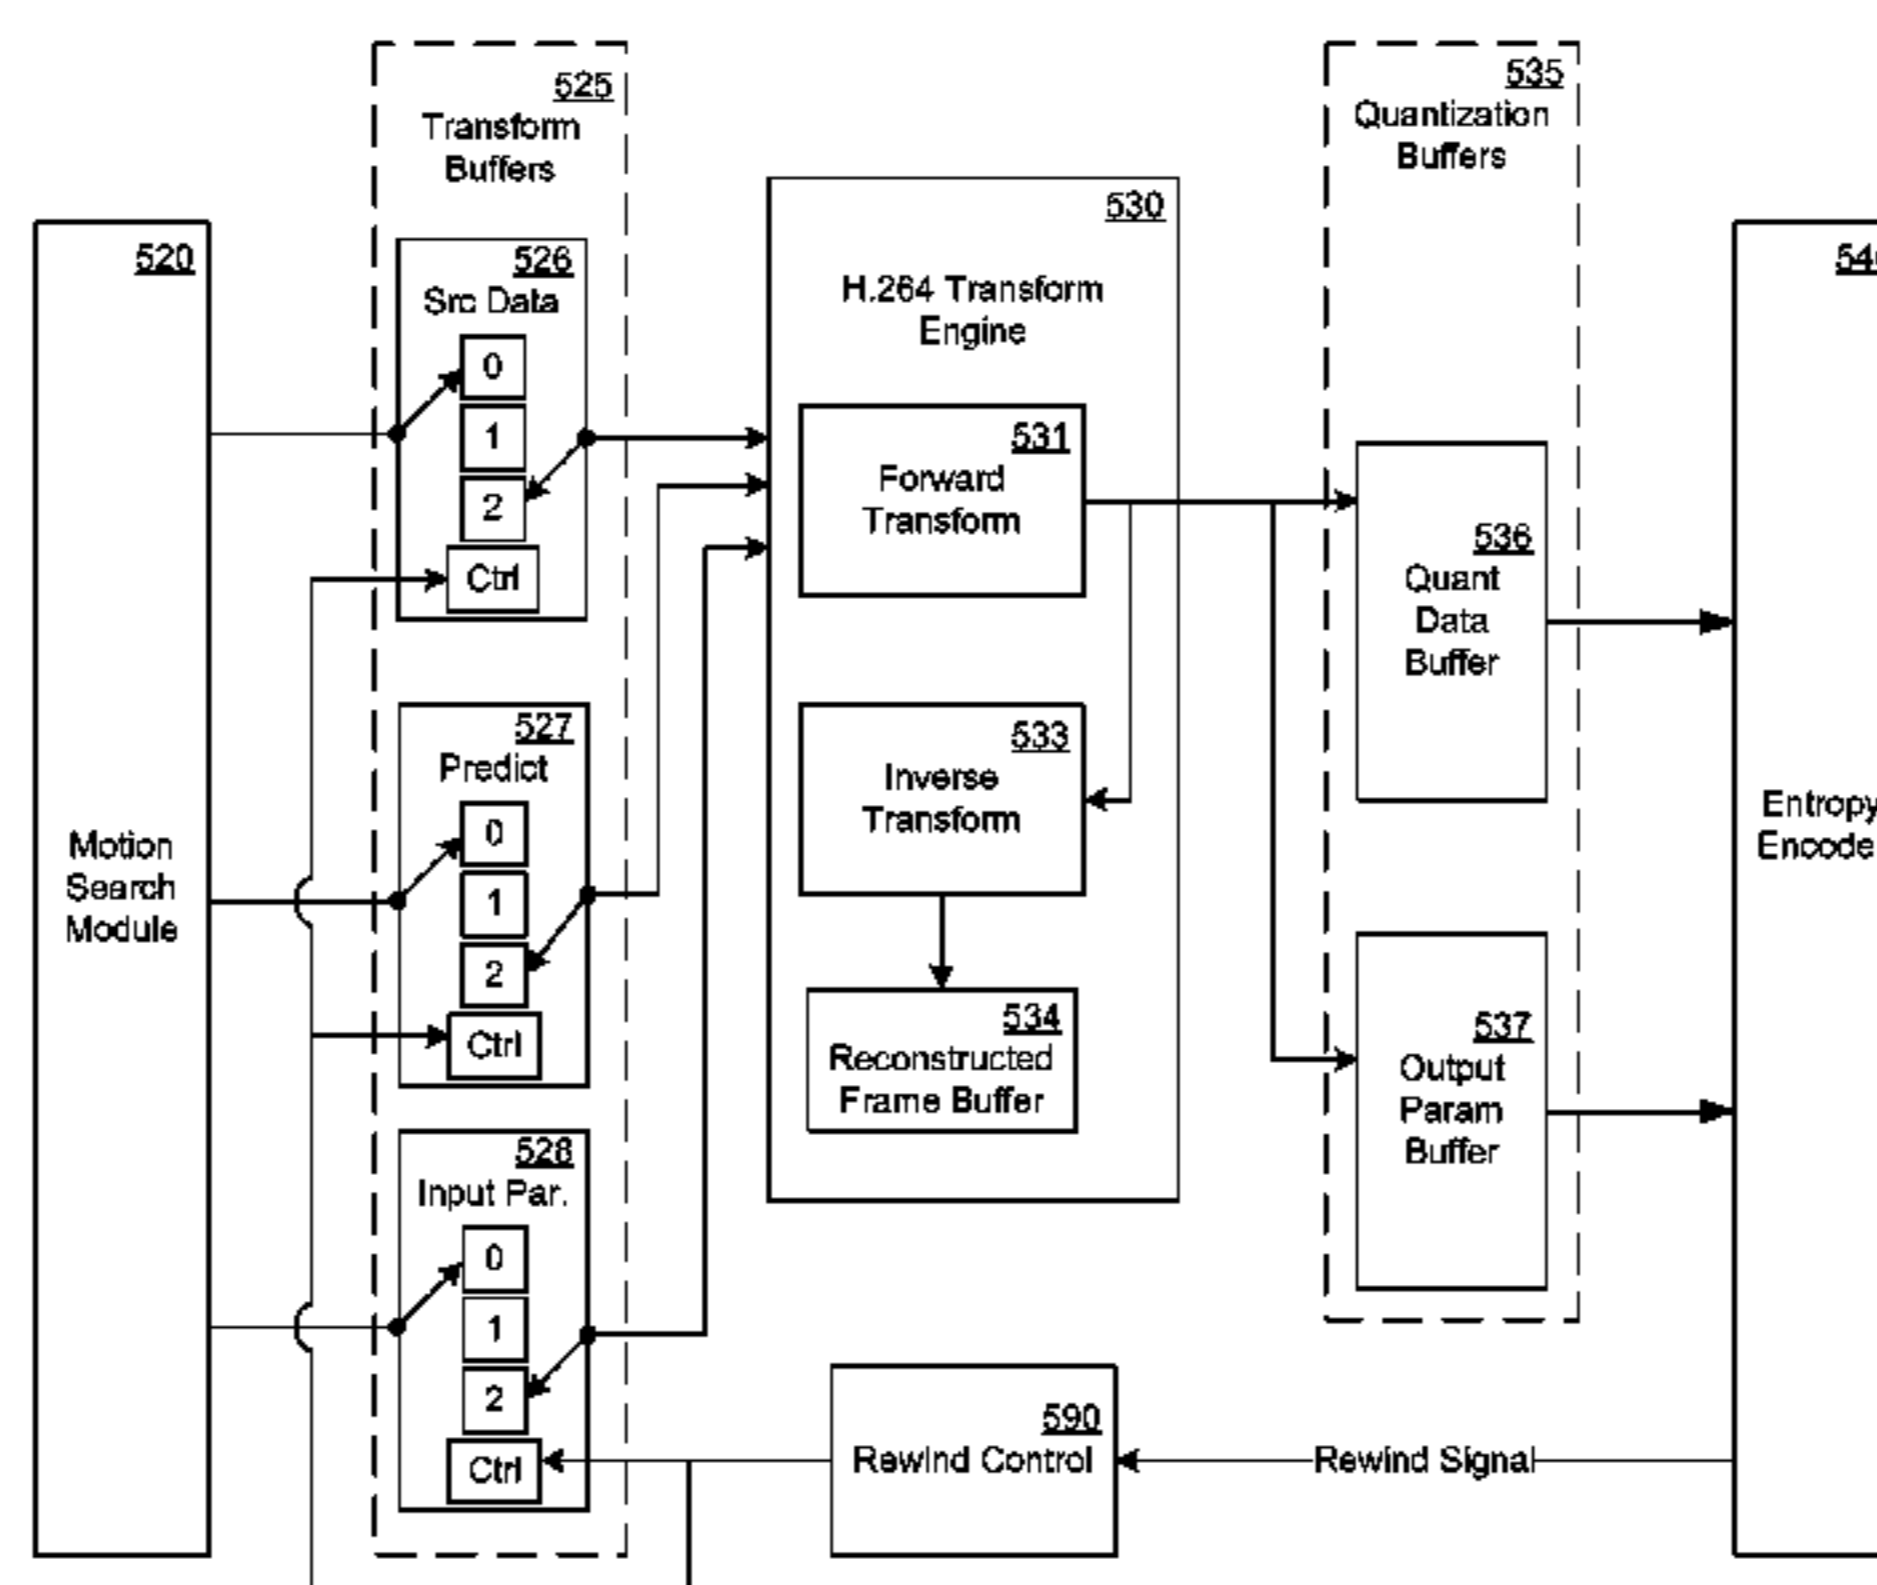 525
Transform
Buffers
535
Quantization
Buffers
520
Motion
Search
Module
526
Src Data
0
1
2
Ctrl
527
Predict
0
1
2
Ctrl
528
Input Par.
0
1
2
Ctrl
530
H.264 Transform
Engine
531
Forward
Transform
533
Inverse
Transform
534
Reconstructed
Frame Buffer
536
Quant
Data
Buffer
537
Output
Param
Buffer
590
Rewind Control
Rewind Signal
Entropy
Encode